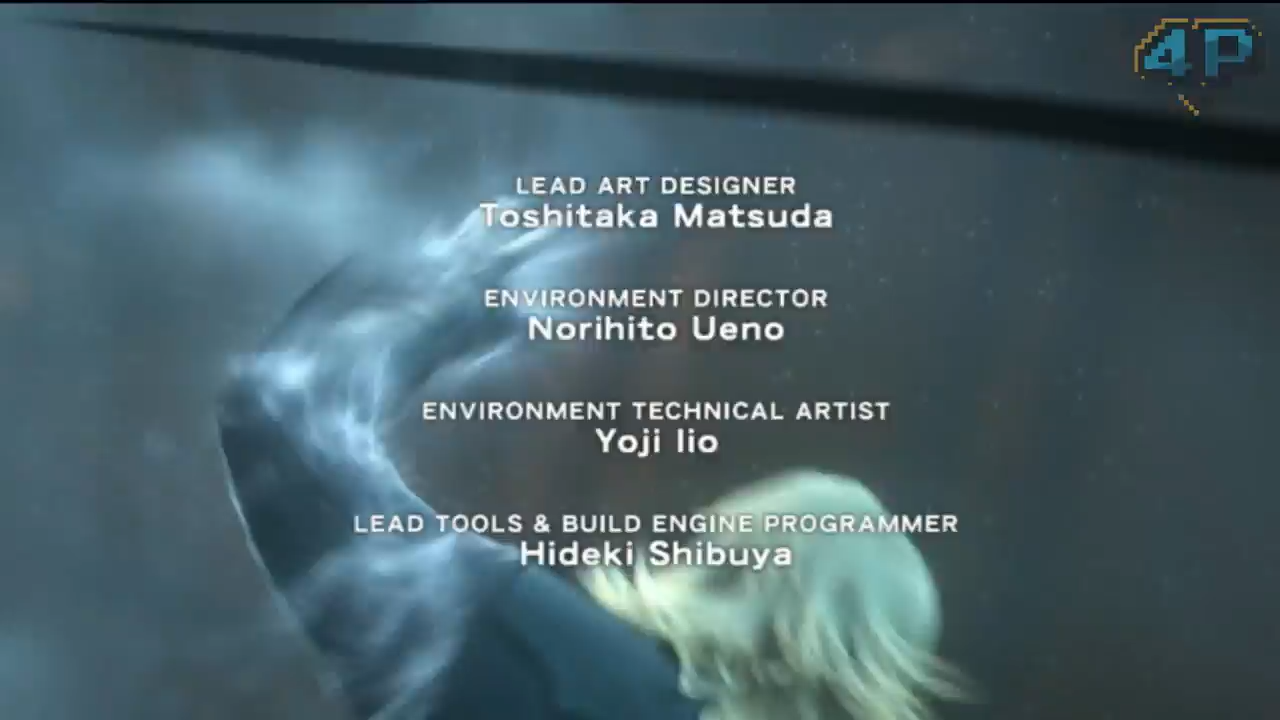 4P
LEAD ART DESIGNER
Toshitaka Matsuda
ENVIRONMENT DIRECTOR
Norihito Ueno
ENVIRONMENT TECHNICAL ARTIST
Yoji Iio
LEAD TOOLS & BUILD ENGINE PROGRAMMER
Hideki Shibuya